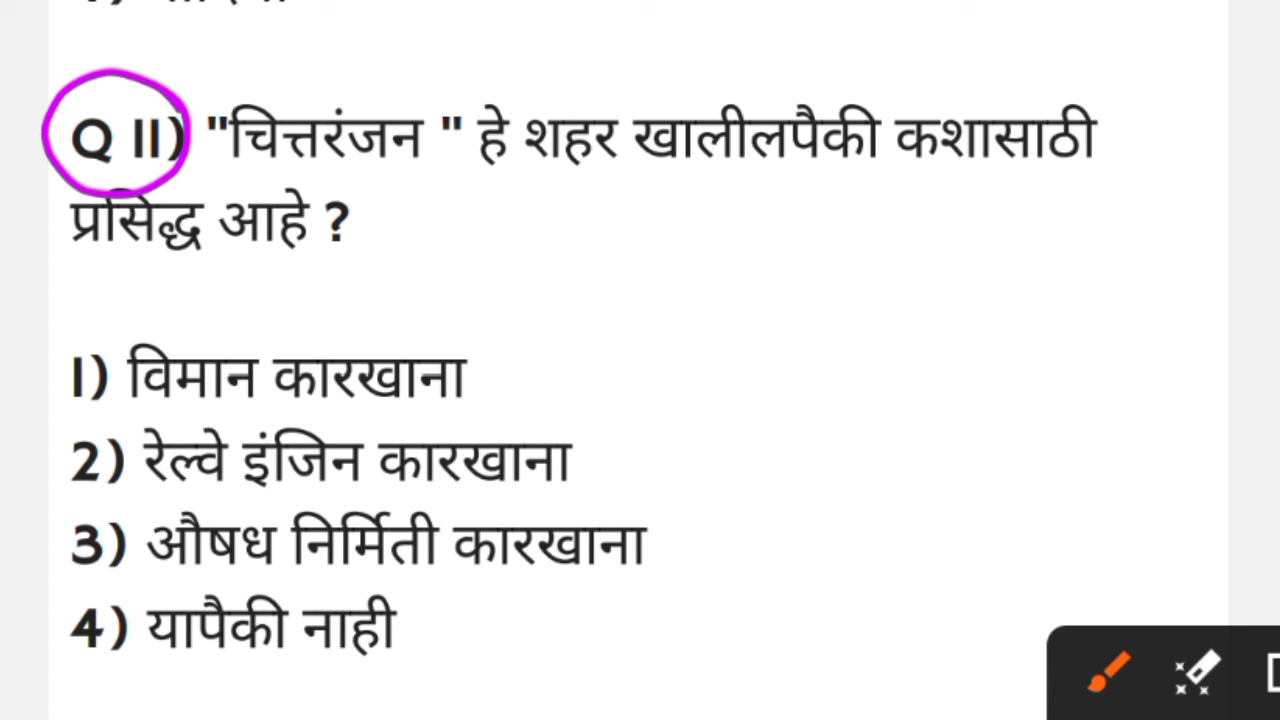 Q 11) "चित्तरंजन " हे शहर खालीलपैकी कशासाठी
प्रसिद्ध आहे ?
1) विमान कारखाना
2) रेल्वे इंजिन कारखाना
3) औषध निर्मिती कारखाना
4) यापैकी नाही